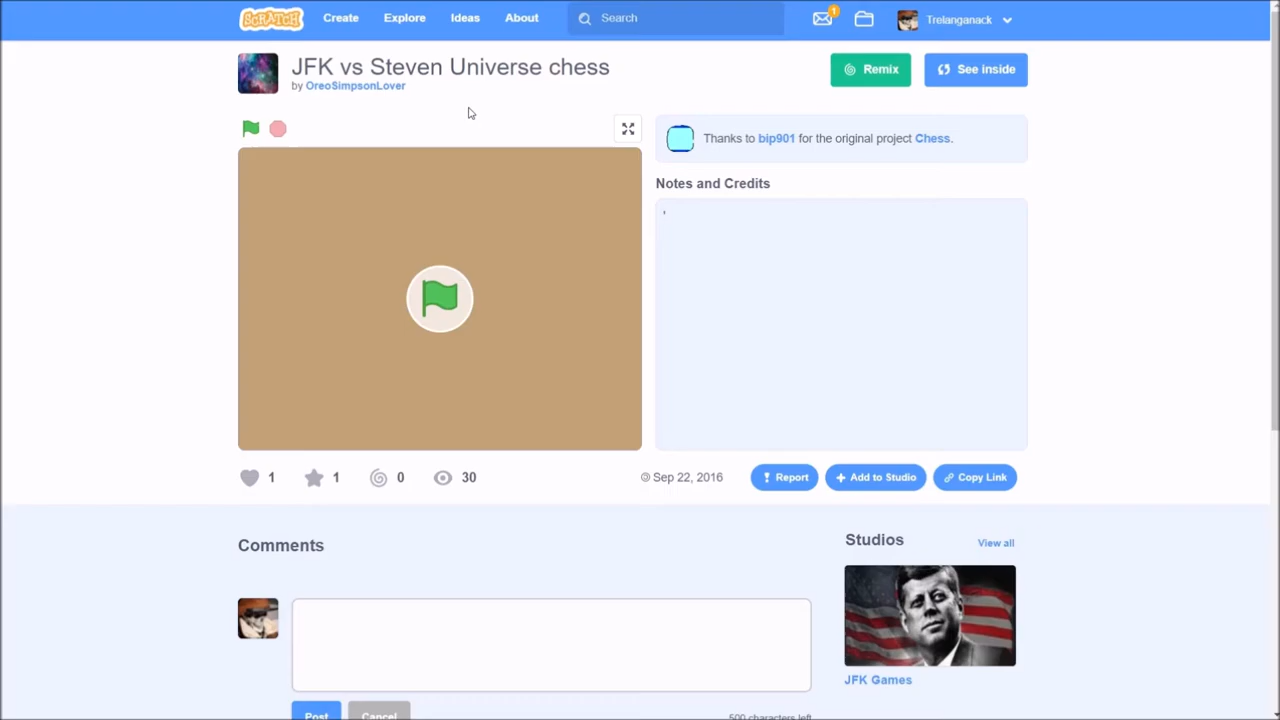 SCRATCH Create Explore Ideas About Search 1 Trelanganack
JFK vs Steven Universe chess
by OreoSimpsonLover
Remix See inside
Thanks to bip901 for the original project Chess.
Notes and Credits
,
1 1 0 30 © Sep 22, 2016 Report Add to Studio Copy Link
Comments
Studios View all
JFK Games
Post Cancel 500 characters left